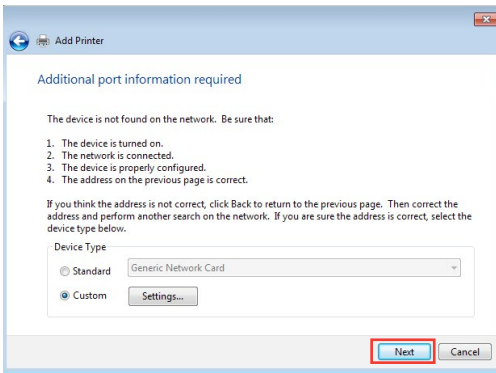 Add Printer
Additional port information required
The device is not found on the network.  Be sure that:
1.  The device is turned on.
2.  The network is connected.
3.  The device is properly configured.
4.  The address on the previous page is correct.
If you think the address is not correct, click Back to return to the previous page.  Then correct the
address and perform another search on the network.  If you are sure the address is correct, select the
device type below.
Device Type
Standard Generic Network Card
Custom Settings...
Next Cancel